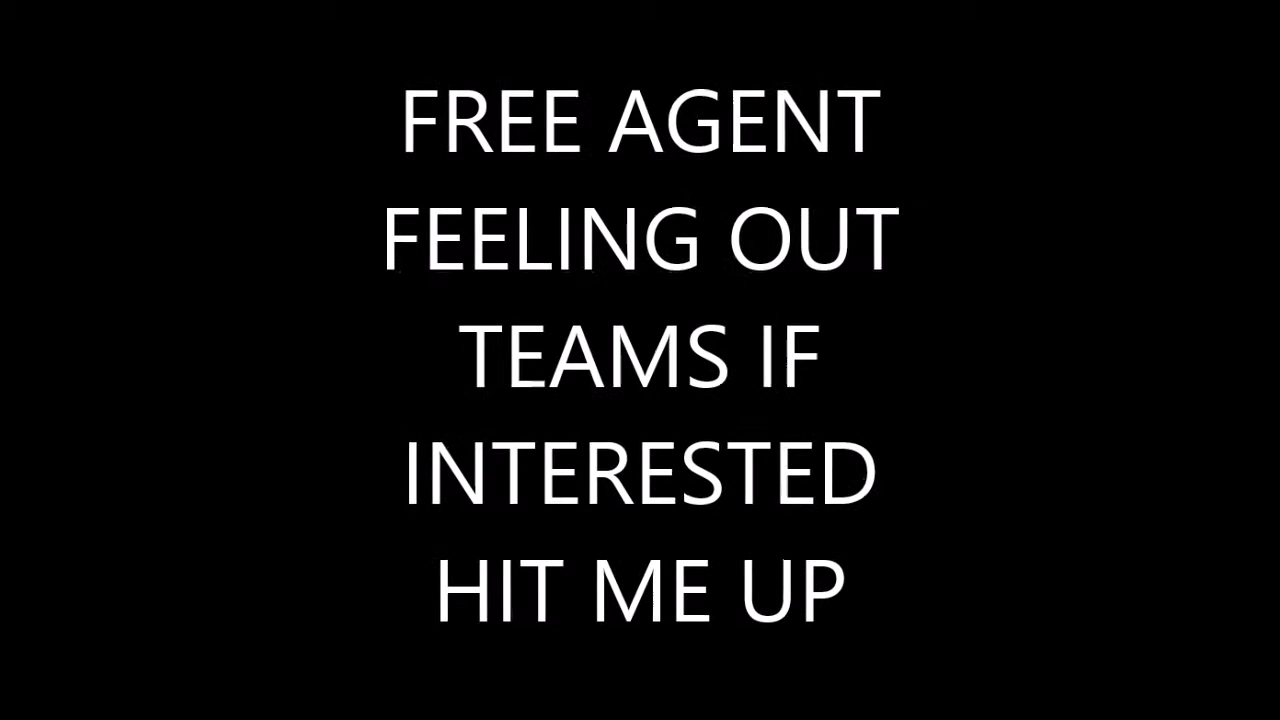 FREE AGENT
FEELING OUT
TEAMS IF
INTERESTED
HIT ME UP